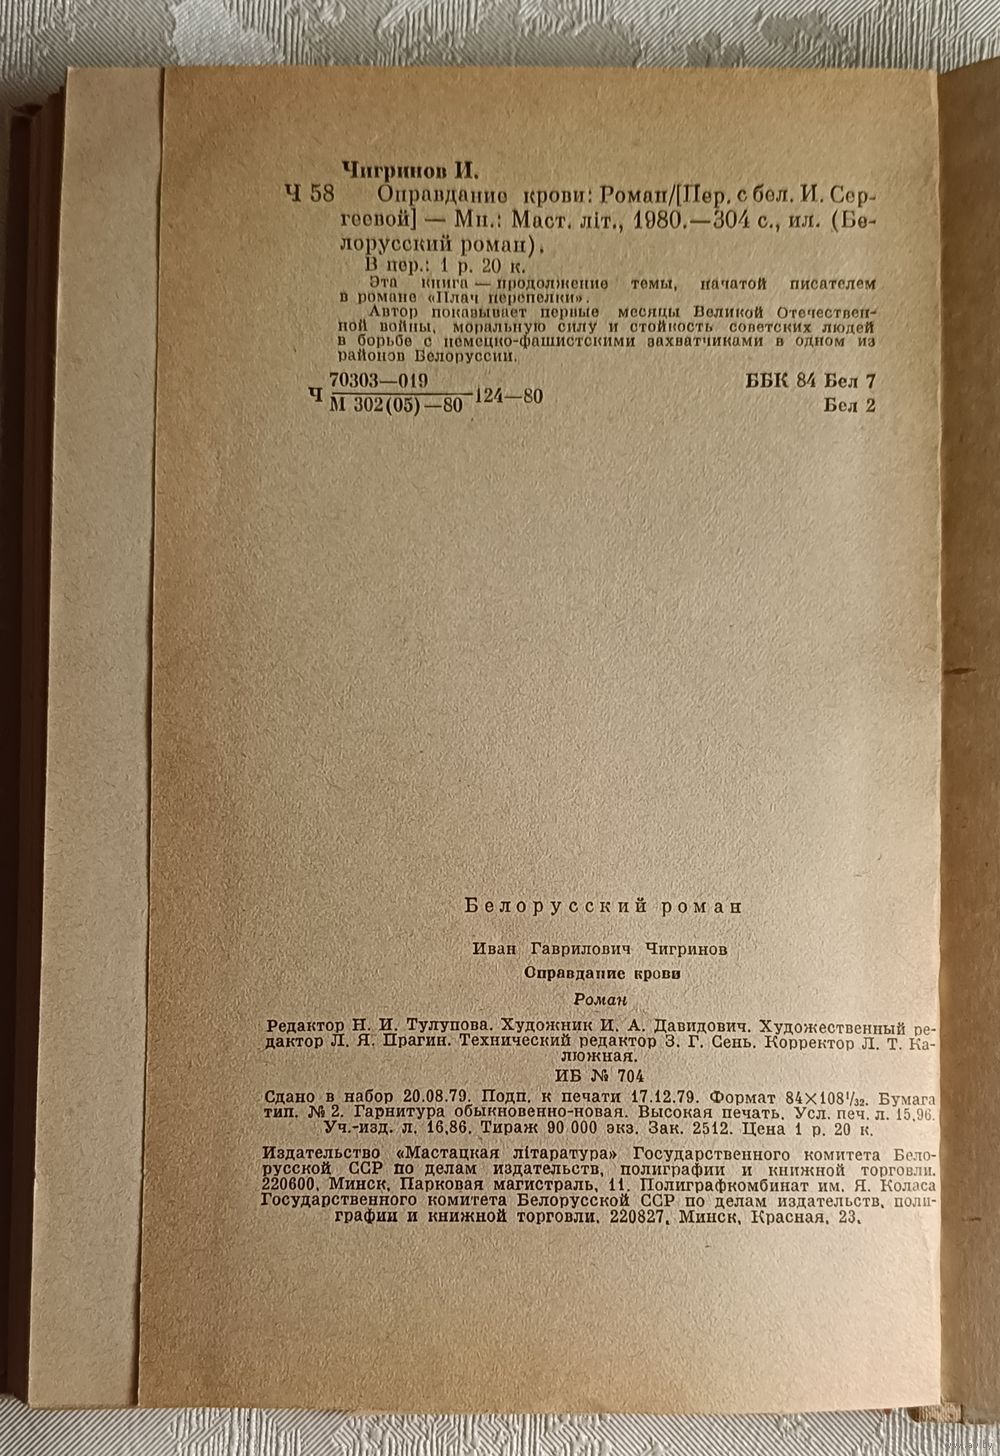 Чигринов И.
Ч 58 Оправдание крови: Роман/[Пер. с бел. И. Сер-
геевой] — Мн.: Маст. літ., 1980.—304 с., ил. (Бе-
лорусский роман).
В пер.: 1 р. 20 к.
Эта книга — продолжение темы, начатой писателем
в романе «Плач перепелки».
Автор показывает первые месяцы Великой Отечествен-
ной войны, моральную силу и стойкость советских людей
в борьбе с немецко-фашистскими захватчиками в одном из
районов Белоруссии.
70303—019
Ч 124—80
М 302(05)—80
ББК 84 Бел 7
Бел 2
Белорусский роман
Иван Гаврилович Чигринов
Оправдание крови
Роман
Редактор Н. И. Тулупова. Художник И. А. Давидович. Художественный ре-
дактор Л. Я. Прагин. Технический редактор З. Г. Сень. Корректор Л. Т. Ка-
люжная.
ИБ № 704
Сдано в набор 20.08.79. Подп. к печати 17.12.79. Формат 84×108¹/₃₂. Бумага
тип. № 2. Гарнитура обыкновенно-новая. Высокая печать. Усл. печ. л. 15,96.
Уч.-изд. л. 16,86. Тираж 90 000 экз. Зак. 2512. Цена 1 р. 20 к.
Издательство «Мастацкая літаратура» Государственного комитета Бело-
русской ССР по делам издательств, полиграфии и книжной торговли.
220600, Минск, Парковая магистраль, 11. Полиграфкомбинат им. Я. Коласа
Государственного комитета Белорусской ССР по делам издательств, поли-
графии и книжной торговли. 220827, Минск, Красная, 23.